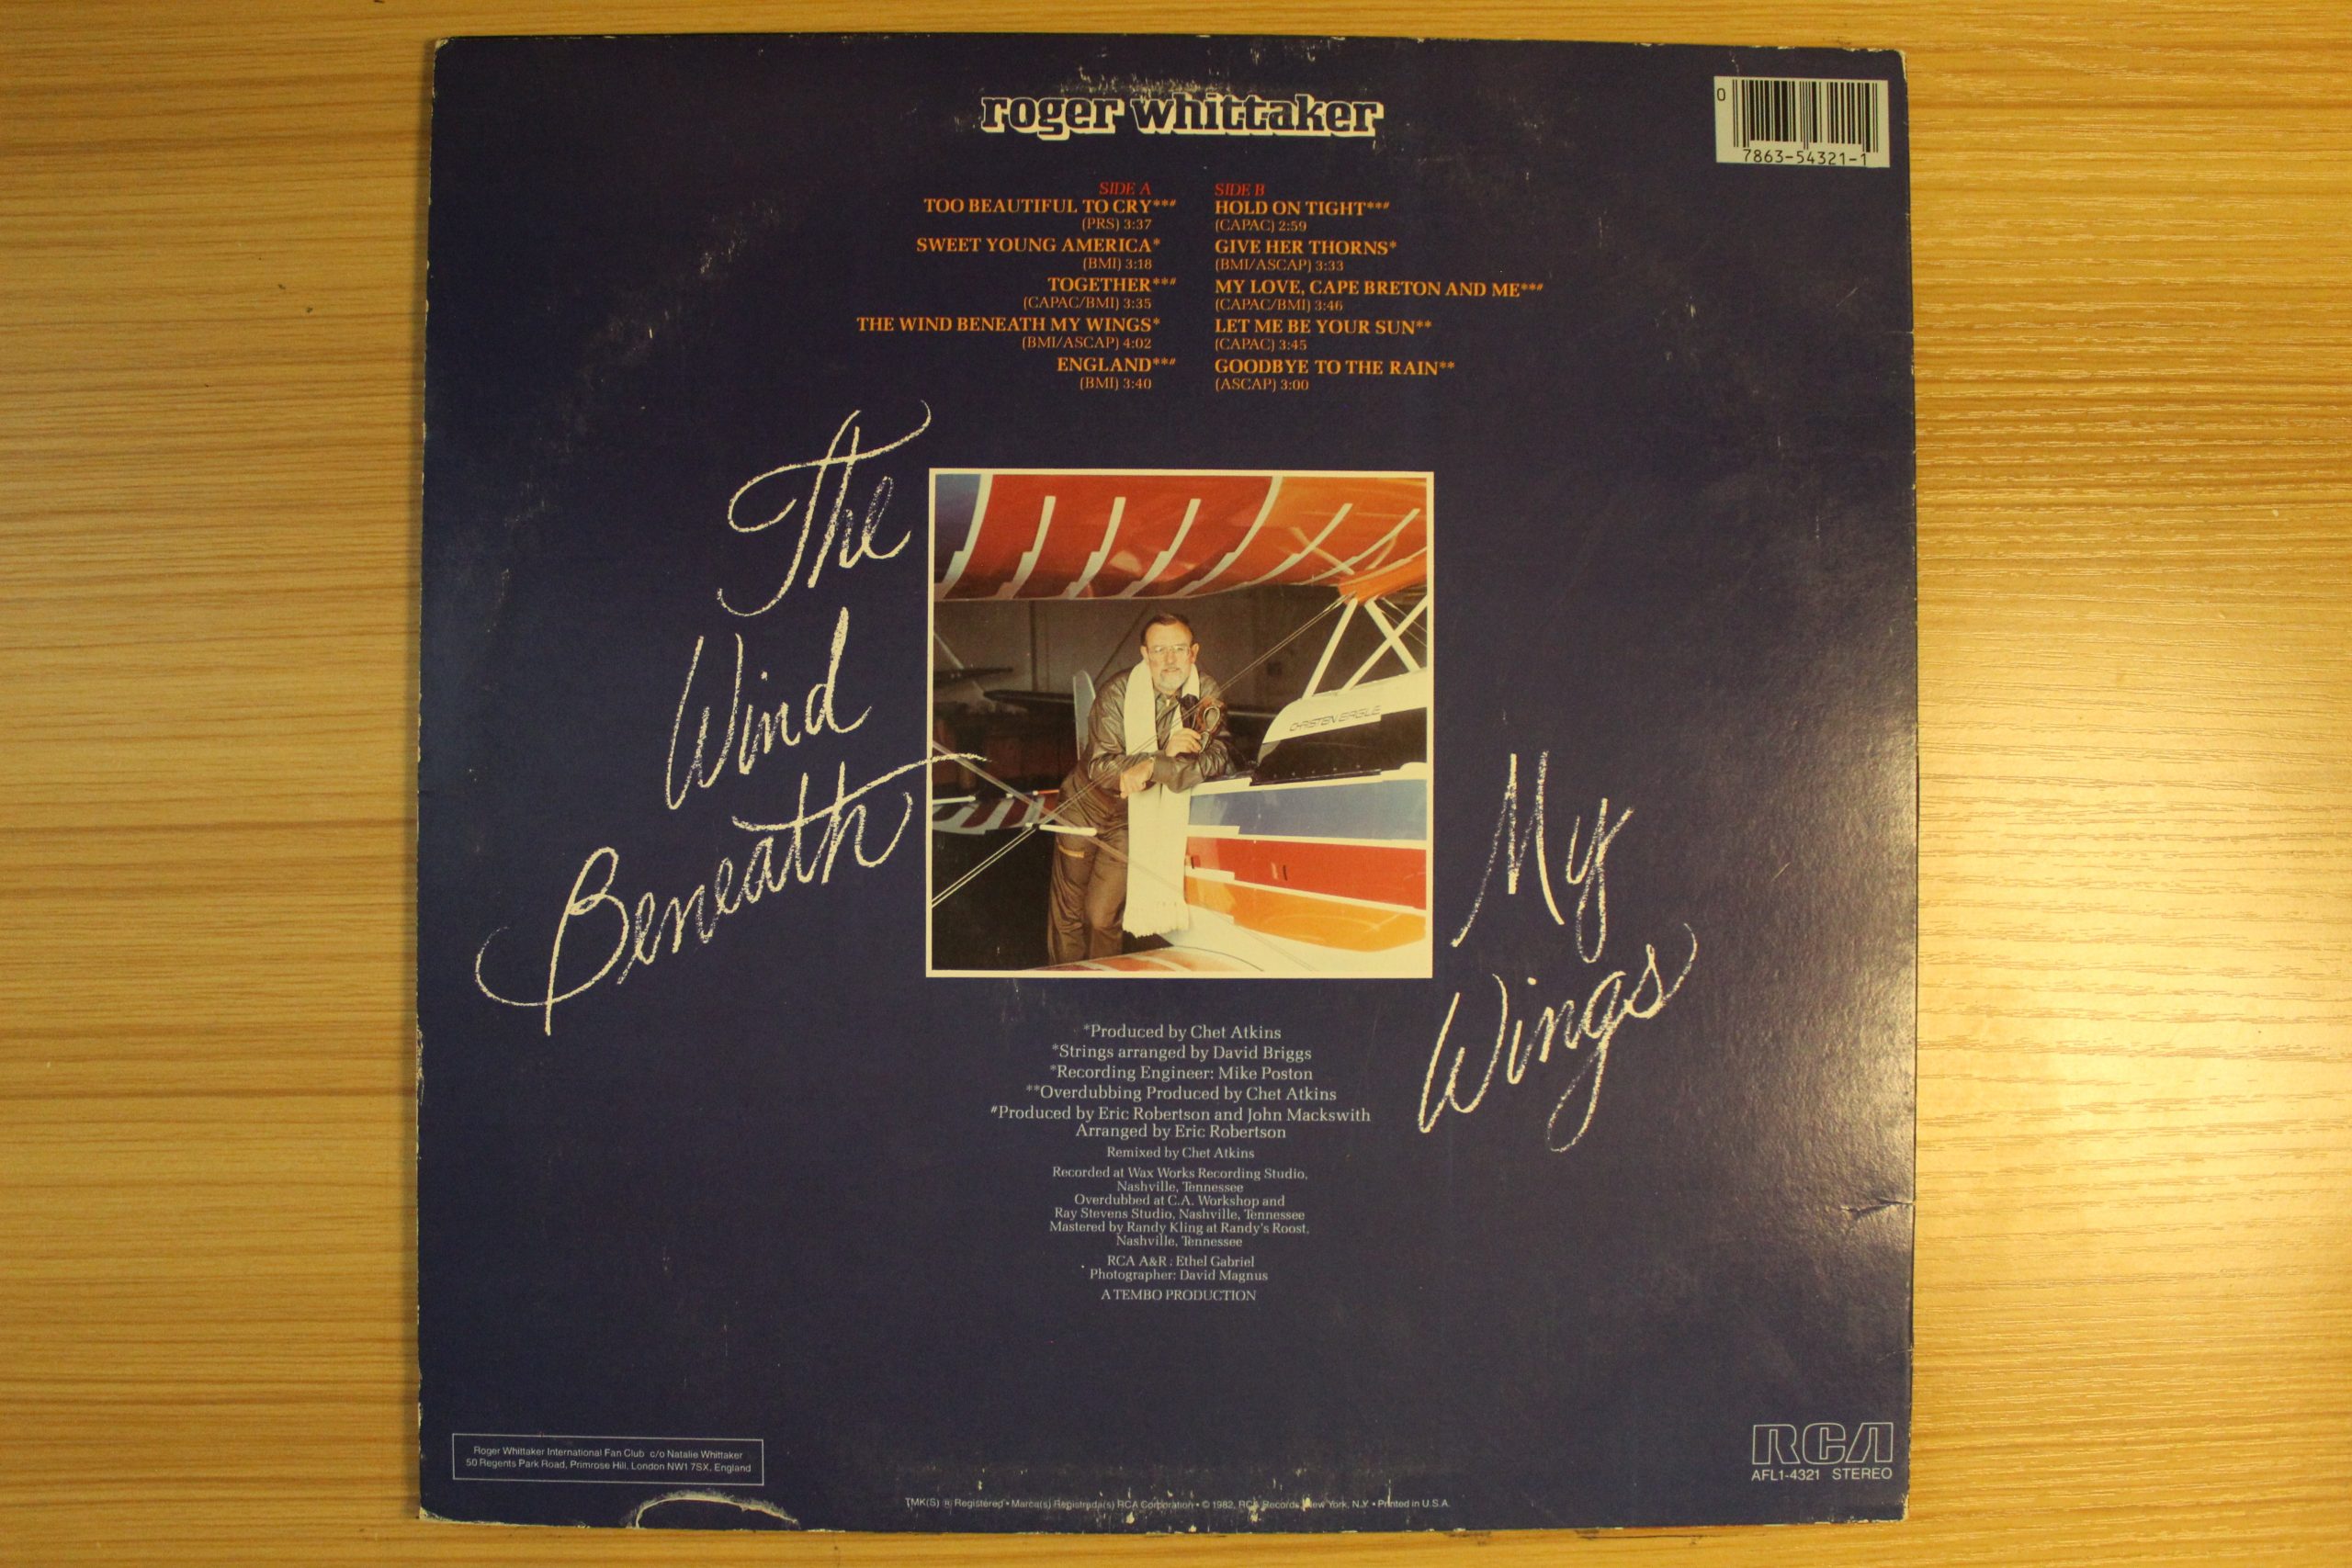 roger whittaker
0
7863-54321-1
SIDE A
TOO BEAUTIFUL TO CRY**#
(PRS) 3:37
SWEET YOUNG AMERICA*
(BMI) 3:18
TOGETHER**#
(CAPAC/BMI) 3:35
THE WIND BENEATH MY WINGS*
(BMI/ASCAP) 4:02
ENGLAND**#
(BMI) 3:40
SIDE B
HOLD ON TIGHT**#
(CAPAC) 2:59
GIVE HER THORNS*
(BMI/ASCAP) 3:33
MY LOVE, CAPE BRETON AND ME**#
(CAPAC/BMI) 3:46
LET ME BE YOUR SUN**
(CAPAC) 3:45
GOODBYE TO THE RAIN**
(ASCAP) 3:00
The
Wind
Beneath
My
Wings
CHRISTEN EAGLE
*Produced by Chet Atkins
*Strings arranged by David Briggs
*Recording Engineer: Mike Poston
**Overdubbing Produced by Chet Atkins
#Produced by Eric Robertson and John Mackswith
Arranged by Eric Robertson
Remixed by Chet Atkins
Recorded at Wax Works Recording Studio,
Nashville, Tennessee
Overdubbed at C.A. Workshop and
Ray Stevens Studio, Nashville, Tennessee
Mastered by Randy Kling at Randy's Roost,
Nashville, Tennessee
RCA A&R: Ethel Gabriel
Photographer: David Magnus
A TEMBO PRODUCTION
Roger Whittaker International Fan Club c/o Natalie Whittaker
50 Regents Park Road, Primrose Hill, London NW1 7SX, England
RCA
AFL1-4321 STEREO
TMK(S) ® Registered • Marca(s) Registrada(s) RCA Corporation • © 1982, RCA Records, New York, N.Y. • Printed in U.S.A.